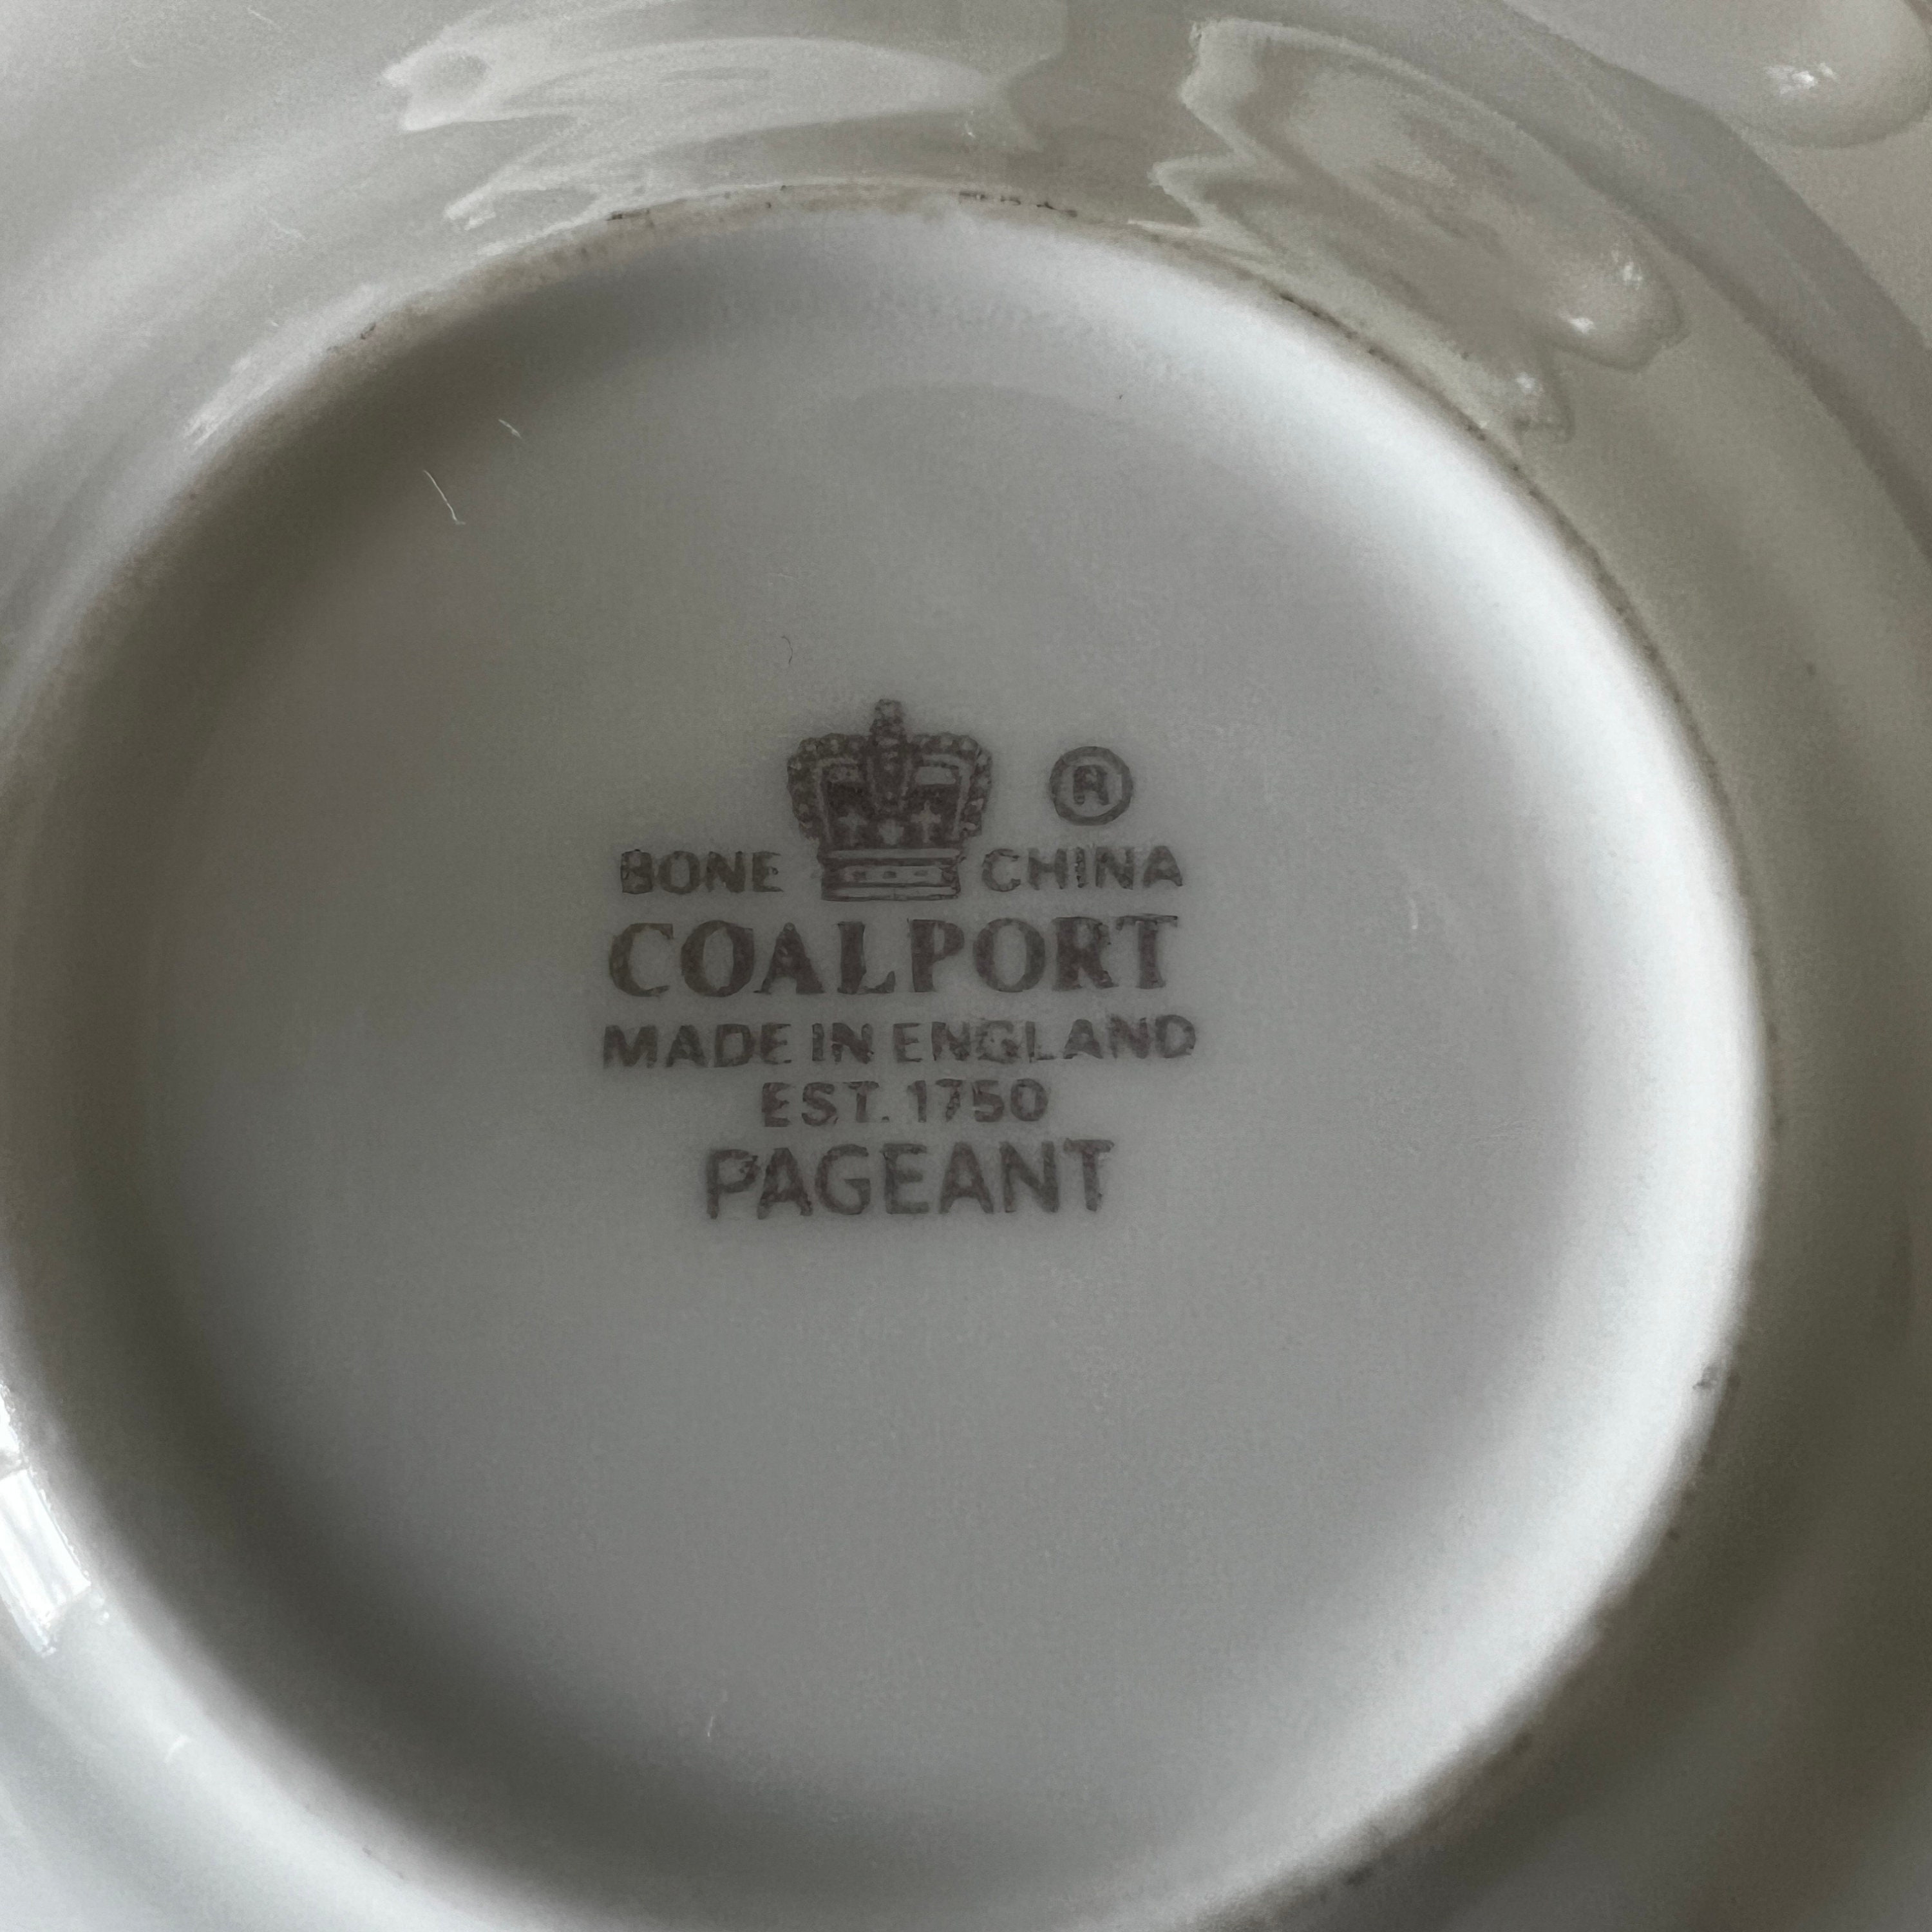 ®
BONE CHINA
COALPORT
MADE IN ENGLAND
EST. 1750
PAGEANT